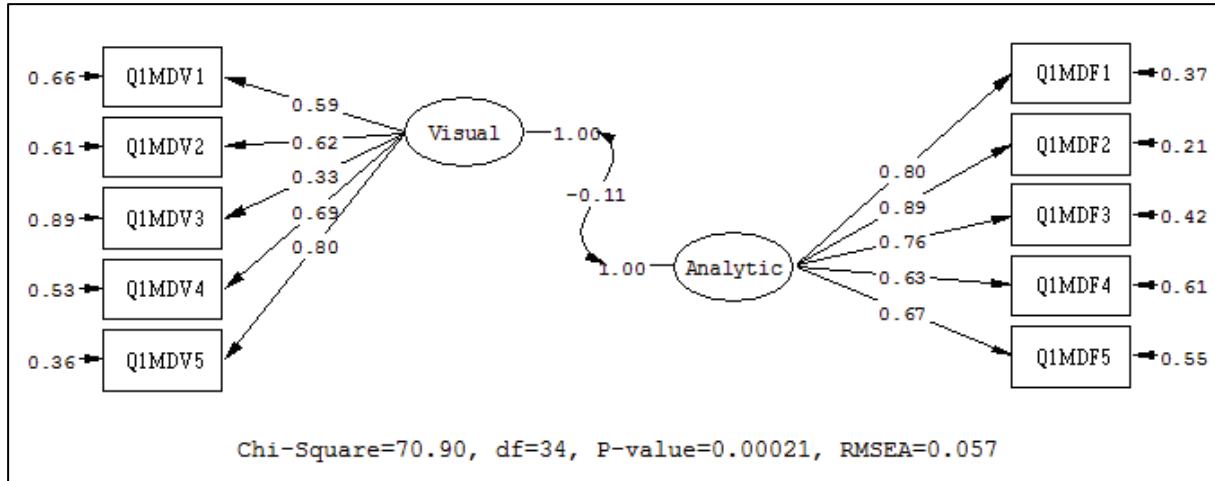 0.66 Q1MDV1 0.59
0.61 Q1MDV2 0.62
0.89 Q1MDV3 0.33
0.53 Q1MDV4 0.69
0.36 Q1MDV5 0.80
Visual 1.00
-0.11
1.00 Analytic
0.80 Q1MDF1 0.37
0.89 Q1MDF2 0.21
0.76 Q1MDF3 0.42
0.63 Q1MDF4 0.61
0.67 Q1MDF5 0.55
Chi-Square=70.90, df=34, P-value=0.00021, RMSEA=0.057